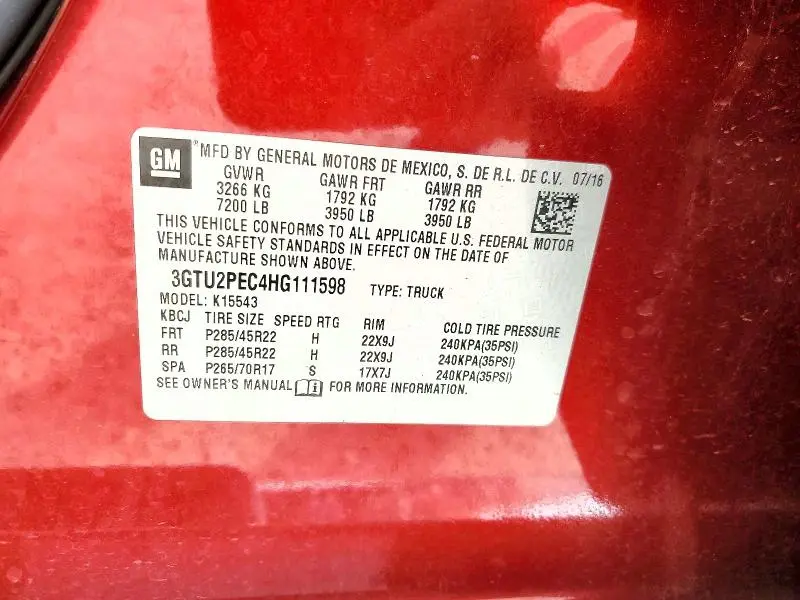 GM ® MFD BY GENERAL MOTORS DE MEXICO, S. DE R.L. DE C.V. 07/16
GVWR GAWR FRT GAWR RR
3266 KG 1792 KG 1792 KG
7200 LB 3950 LB 3950 LB
THIS VEHICLE CONFORMS TO ALL APPLICABLE U.S. FEDERAL MOTOR
VEHICLE SAFETY STANDARDS IN EFFECT ON THE DATE OF
MANUFACTURE SHOWN ABOVE.
3GTU2PEC4HG111598 TYPE: TRUCK
MODEL: K15543
KBCJ TIRE SIZE SPEED RTG RIM COLD TIRE PRESSURE
FRT P285/45R22 H 22X9J 240KPA(35PSI)
RR P285/45R22 H 22X9J 240KPA(35PSI)
SPA P265/70R17 S 17X7J 240KPA(35PSI)
SEE OWNER'S MANUAL i FOR MORE INFORMATION.